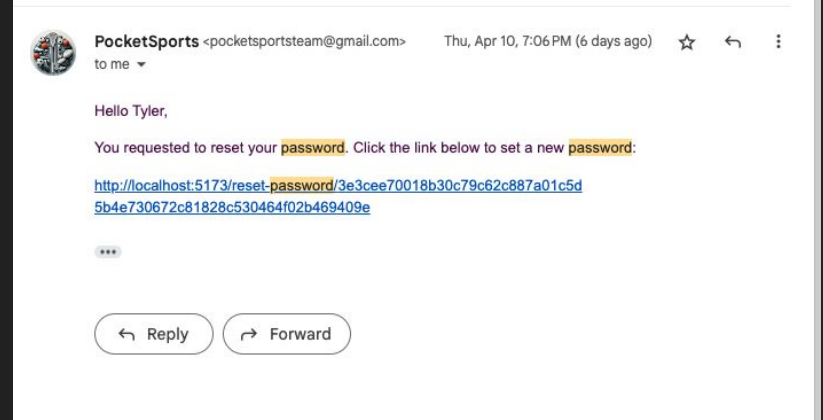 PocketSports <pocketsportsteam@gmail.com> Thu, Apr 10, 7:06 PM (6 days ago)
to me
Hello Tyler,
You requested to reset your password. Click the link below to set a new password:
http://localhost:5173/reset-password/3e3cee70018b30c79c62c887a01c5d
5b4e730672c81828c530464f02b469409e
Reply Forward